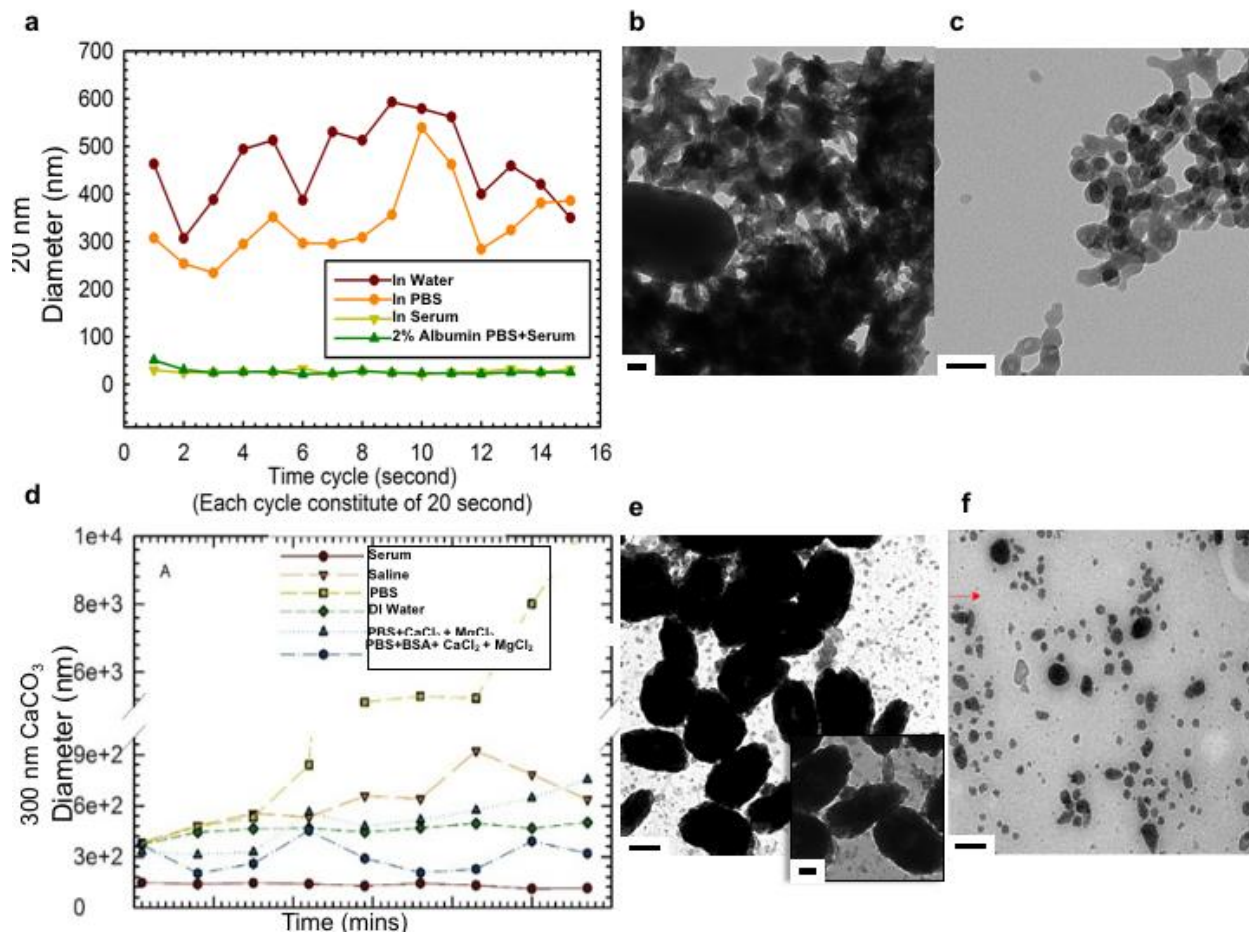 a
700
600
500
400
300
200
100
0
20 nm
Diameter (nm)
In Water
In PBS
In Serum
2% Albumin PBS+Serum
0 2 4 6 8 10 12 14 16
Time cycle (second)
(Each cycle constitute of 20 second)
b
c
d
1e+4
8e+3
6e+3
9e+2
6e+2
3e+2
0
300 nm CaCO₃
Diameter (nm)
A
Serum
Saline
PBS
DI Water
PBS+CaCl₂ + MgCl₂
PBS+BSA+ CaCl₂ + MgCl₂
Time (mins)
e
f